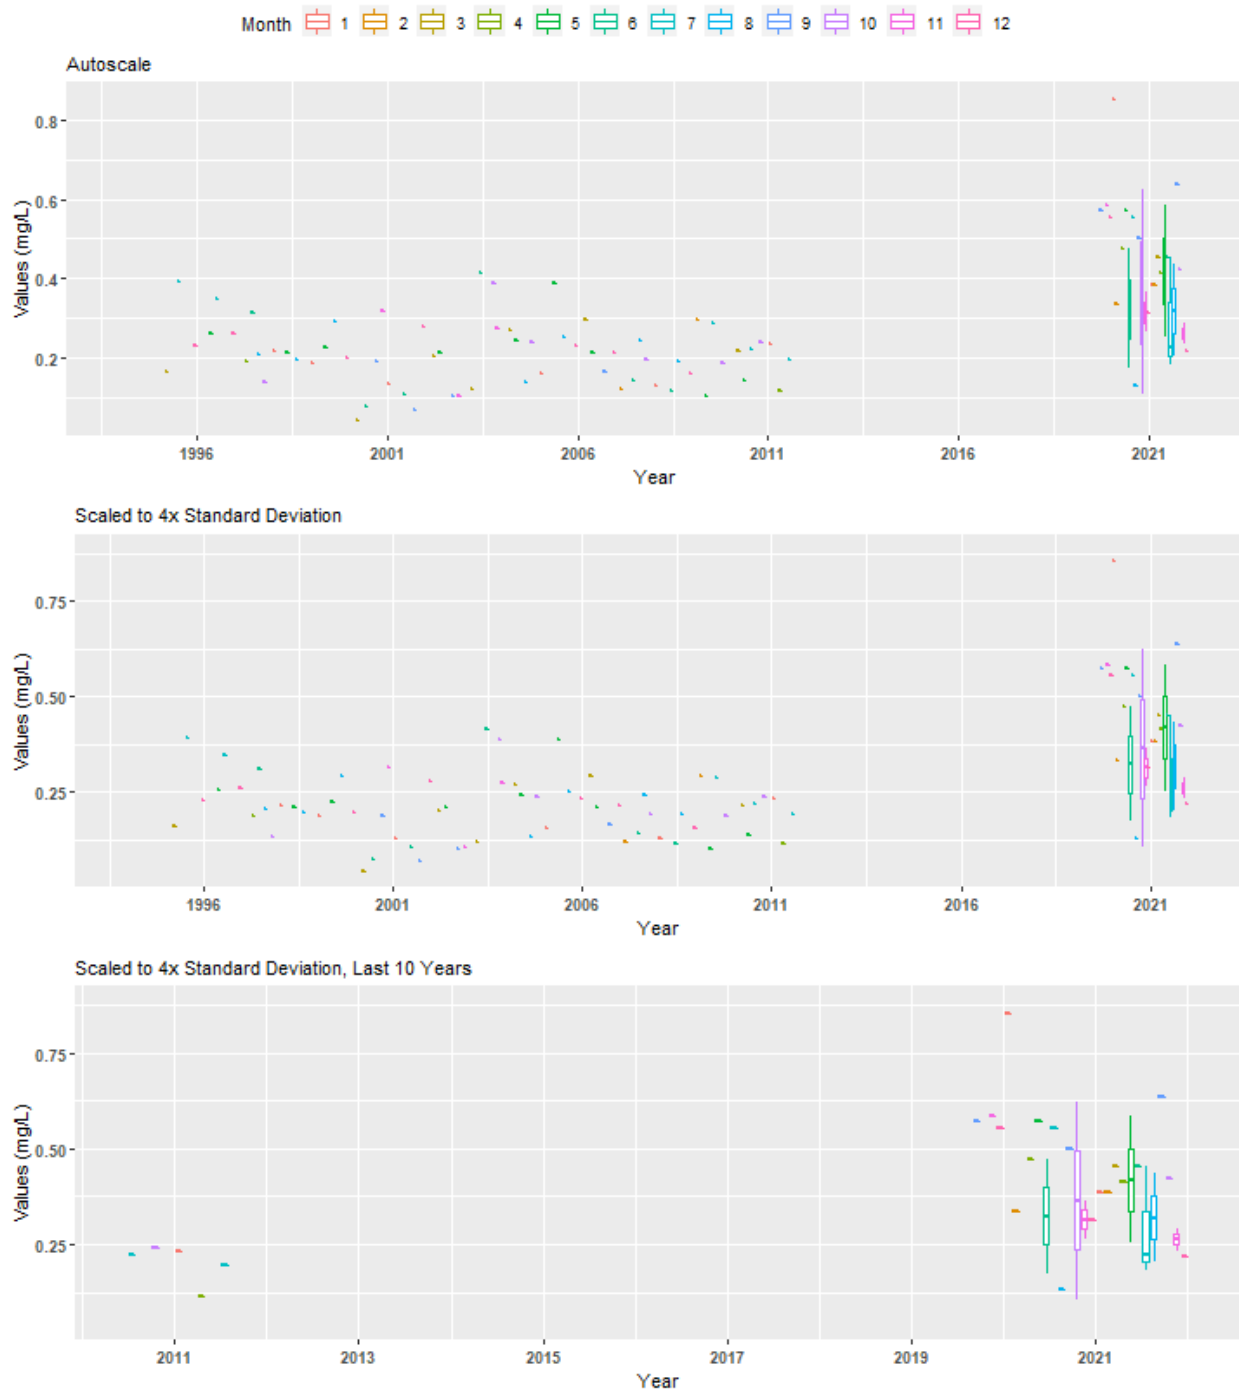 Month 1 2 3 4 5 6 7 8 9 10 11 12
Autoscale
0.8
0.6
0.4
0.2
Values (mg/L)
1996 2001 2006 2011 2016 2021
Year
Scaled to 4x Standard Deviation
0.75
0.50
0.25
Values (mg/L)
1996 2001 2006 2011 2016 2021
Year
Scaled to 4x Standard Deviation, Last 10 Years
0.75
0.50
0.25
Values (mg/L)
2011 2013 2015 2017 2019 2021
Year